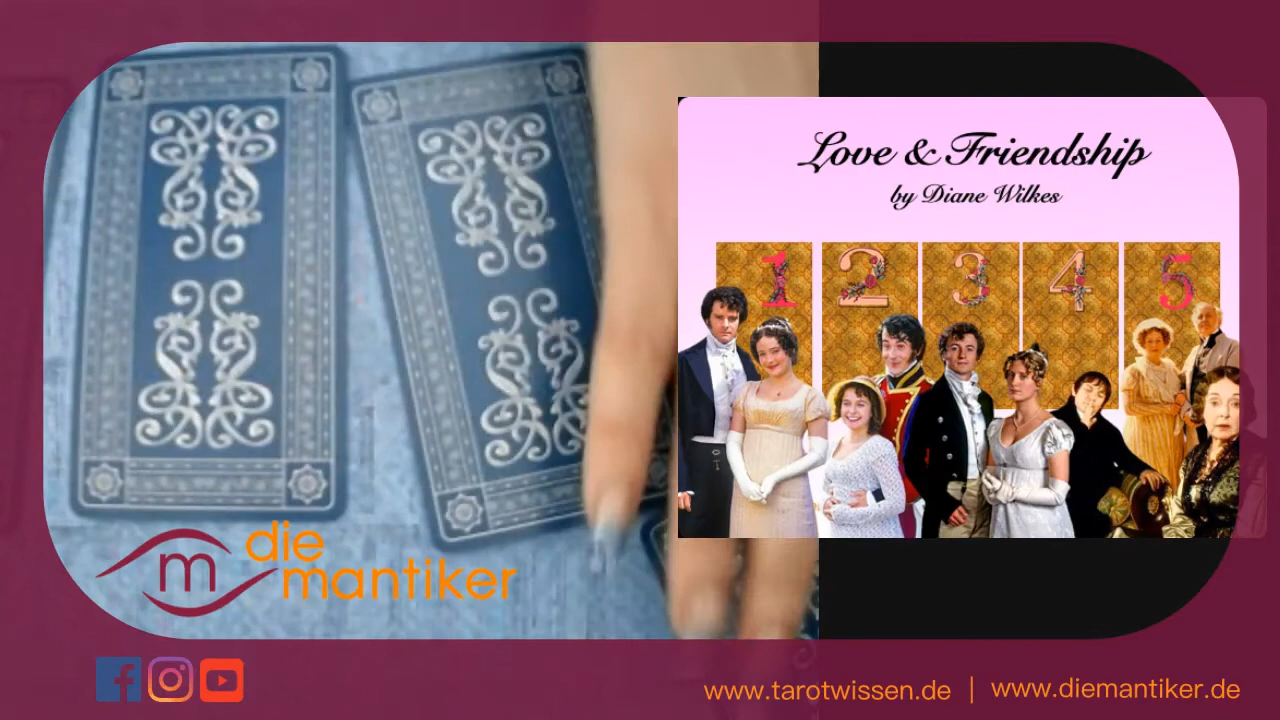 Love & Friendship
by Diane Wilkes
1 2 3 4 5
m
die
mantiker
www.tarotwissen.de | www.diemantiker.de